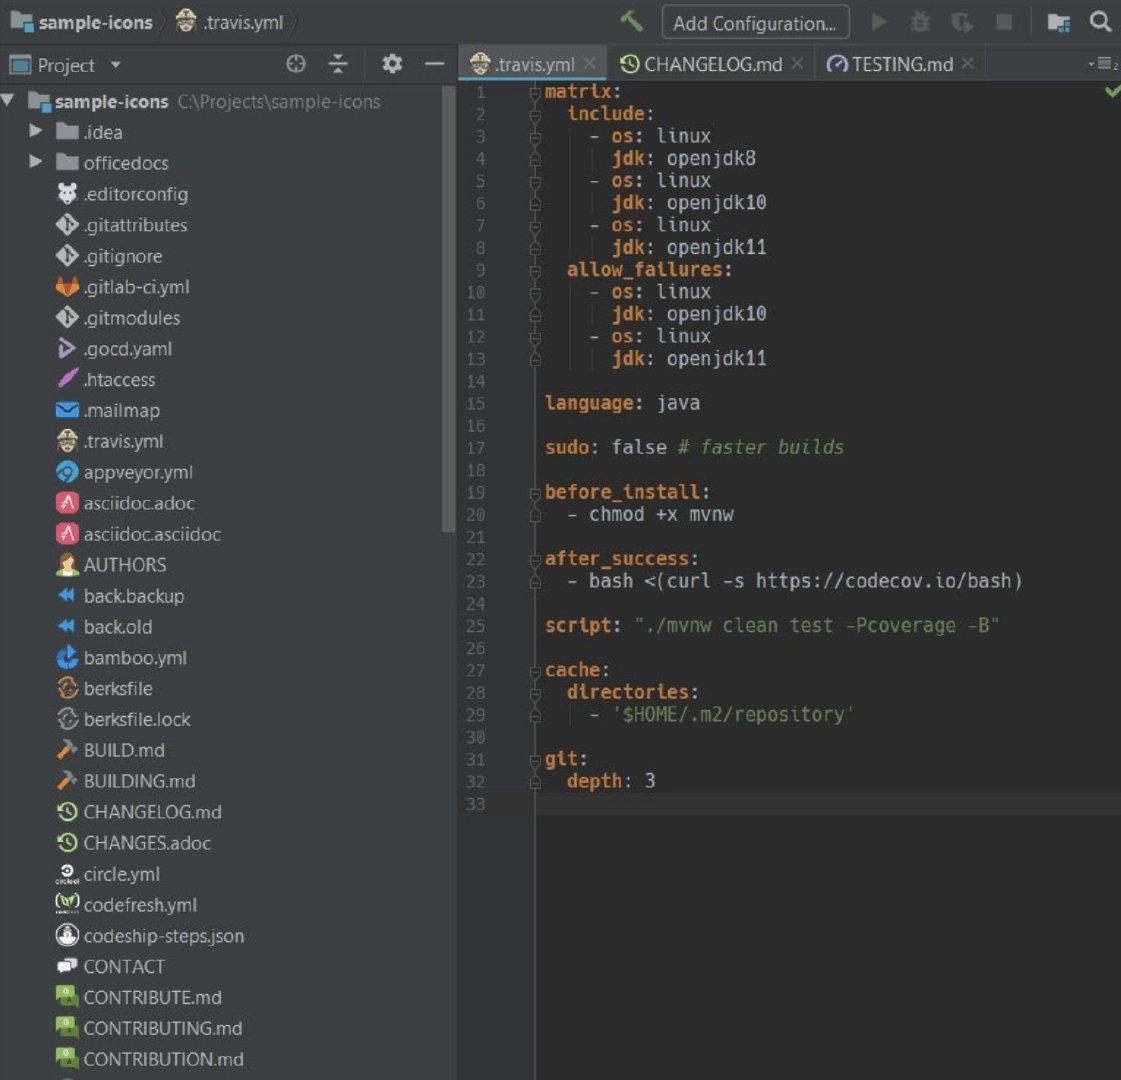 sample-icons .travis.yml Add Configuration...
Project
.travis.yml CHANGELOG.md TESTING.md
sample-icons C:\Projects\sample-icons
.idea
officedocs
.editorconfig
.gitattributes
.gitignore
.gitlab-ci.yml
.gitmodules
.gocd.yaml
.htaccess
.mailmap
.travis.yml
appveyor.yml
asciidoc.adoc
asciidoc.asciidoc
AUTHORS
back.backup
back.old
bamboo.yml
berksfile
berksfile.lock
BUILD.md
BUILDING.md
CHANGELOG.md
CHANGES.adoc
circle.yml
codefresh.yml
codeship-steps.json
CONTACT
CONTRIBUTE.md
CONTRIBUTING.md
CONTRIBUTION.md
1 matrix:
2 include:
3 - os: linux
4 jdk: openjdk8
5 - os: linux
6 jdk: openjdk10
7 - os: linux
8 jdk: openjdk11
9 allow_failures:
10 - os: linux
11 jdk: openjdk10
12 - os: linux
13 jdk: openjdk11
14
15 language: java
16
17 sudo: false # faster builds
18
19 before_install:
20 - chmod +x mvnw
21
22 after_success:
23 - bash <(curl -s https://codecov.io/bash)
24
25 script: "./mvnw clean test -Pcoverage -B"
26
27 cache:
28 directories:
29 - '$HOME/.m2/repository'
30
31 git:
32 depth: 3
33